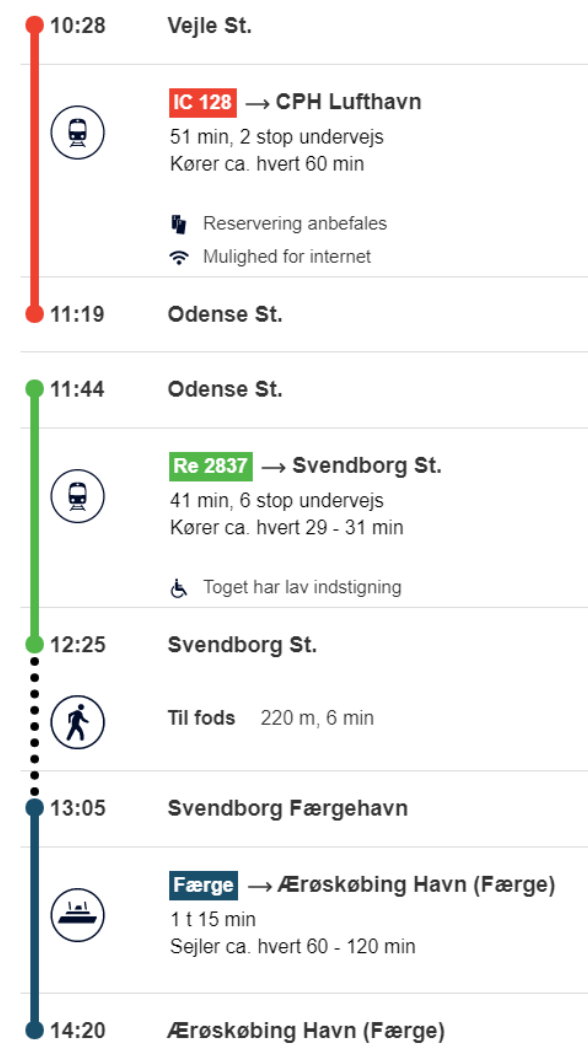 10:28 Vejle St.
IC 128 → CPH Lufthavn
51 min, 2 stop undervejs
Kører ca. hvert 60 min
Reservering anbefales
Mulighed for internet
11:19 Odense St.
11:44 Odense St.
Re 2837 → Svendborg St.
41 min, 6 stop undervejs
Kører ca. hvert 29 - 31 min
Toget har lav indstigning
12:25 Svendborg St.
Til fods 220 m, 6 min
13:05 Svendborg Færgehavn
Færge → Ærøskøbing Havn (Færge)
1 t 15 min
Sejler ca. hvert 60 - 120 min
14:20 Ærøskøbing Havn (Færge)